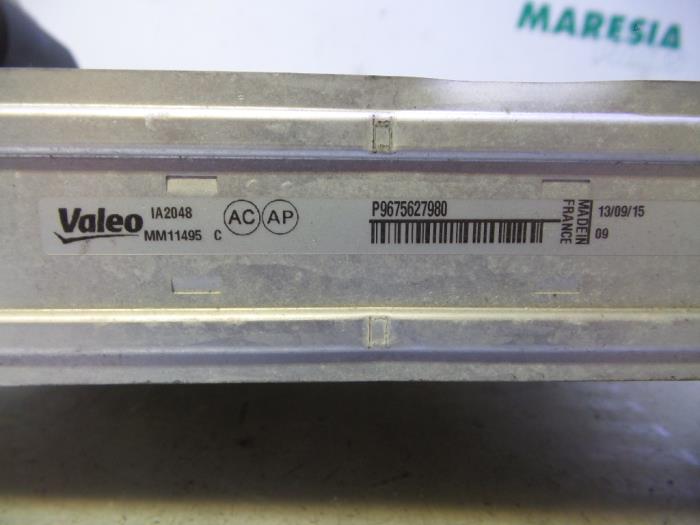 MARESIA
Valeo
IA2048
MM11495 C
AC AP
P9675627980
MADE IN
FRANCE
13/09/15
09